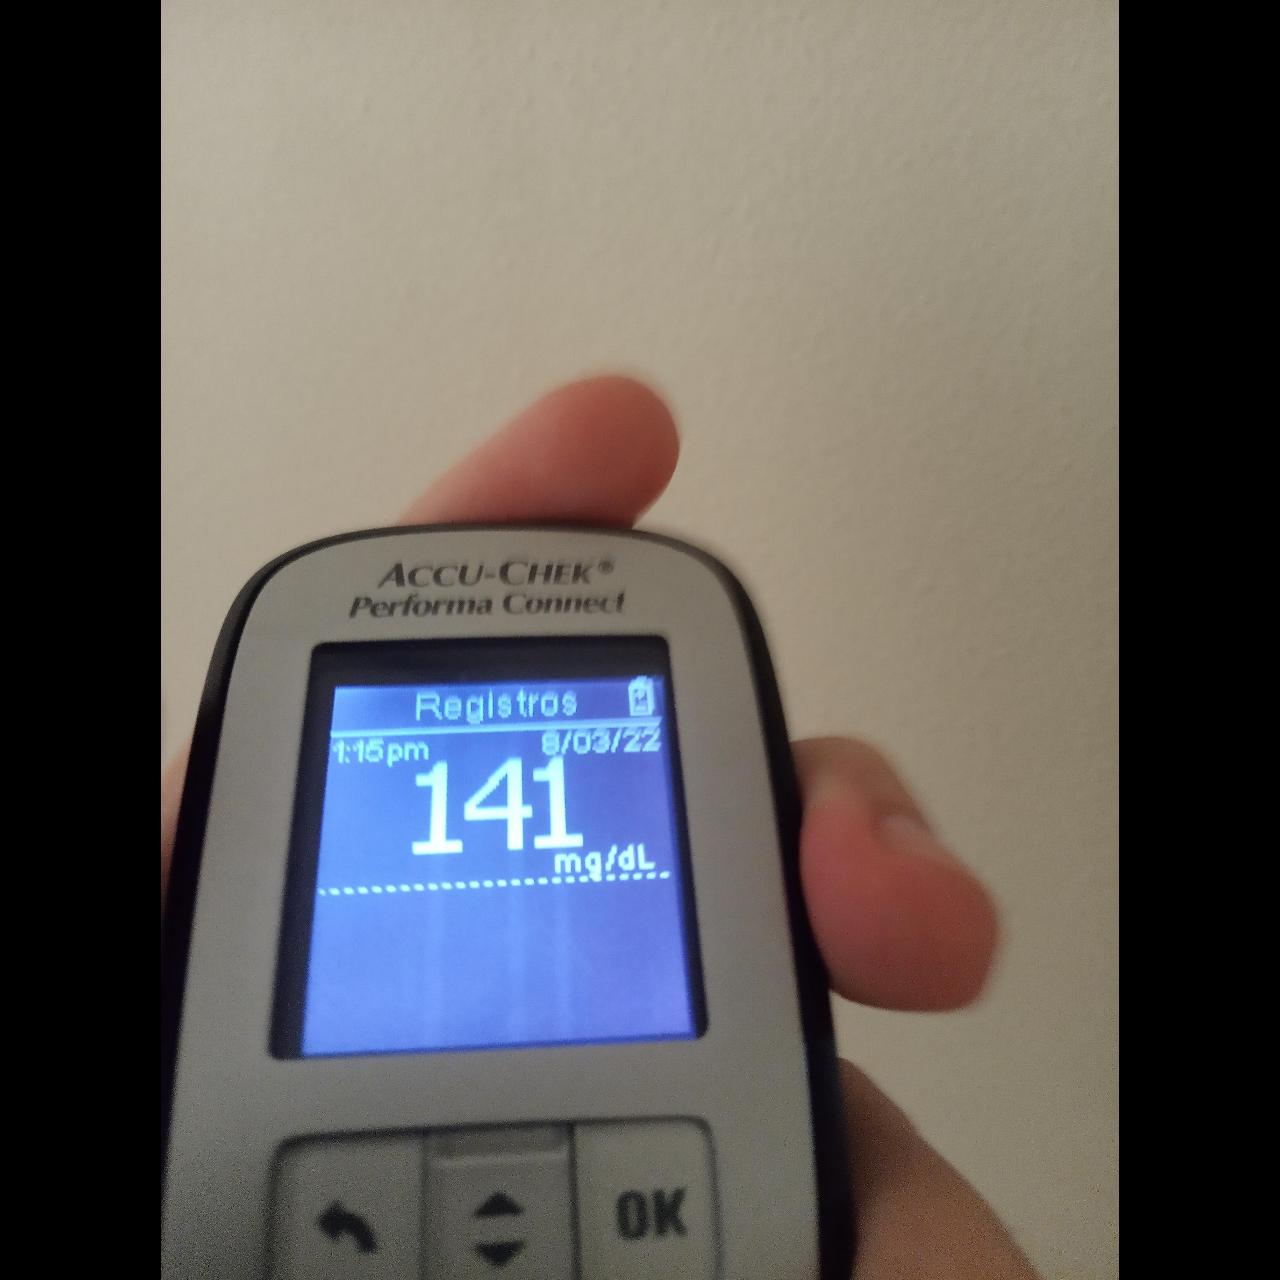 ACCU-CHEK®
Performa Connect
Registros
1:15pm 8/03/22
141
mg/dL
OK